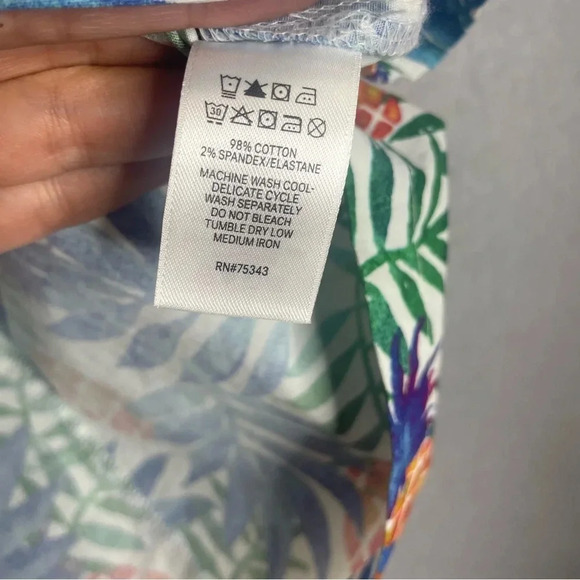 30
98% COTTON
2% SPANDEX/ELASTANE
MACHINE WASH COOL-
DELICATE CYCLE
WASH SEPARATELY
DO NOT BLEACH
TUMBLE DRY LOW
MEDIUM IRON
RN#75343